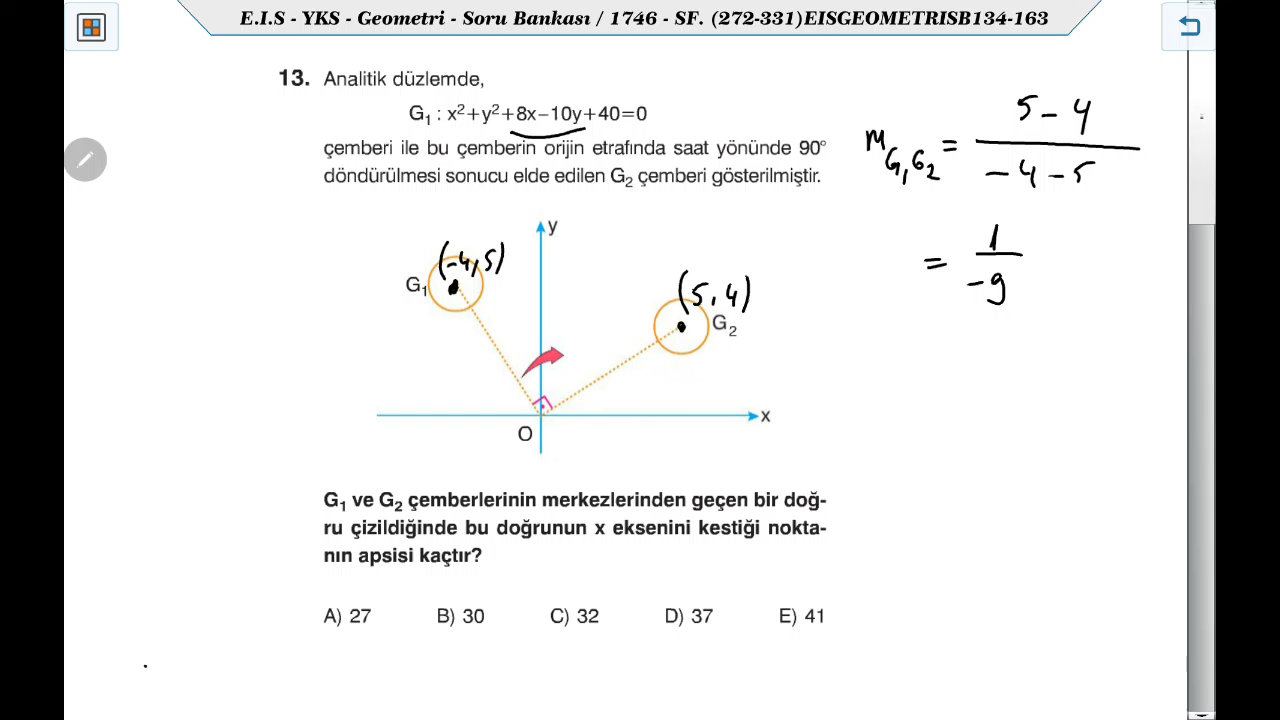 E.I.S - YKS - Geometri - Soru Bankası / 1746 - SF. (272-331)EISGEOMETRISB134-163
13. Analitik düzlemde,
G₁ : x²+y²+8x−10y+40=0
çemberi ile bu çemberin orijin etrafında saat yönünde 90°
döndürülmesi sonucu elde edilen G₂ çemberi gösterilmiştir.
m G₁G₂ = 5 - 4 / -4 - 5
= 1 / -9
y
(-4,5)
G₁
(5,4)
G₂
x
O
G₁ ve G₂ çemberlerinin merkezlerinden geçen bir doğ-
ru çizildiğinde bu doğrunun x eksenini kestiği nokta-
nın apsisi kaçtır?
A) 27 B) 30 C) 32 D) 37 E) 41